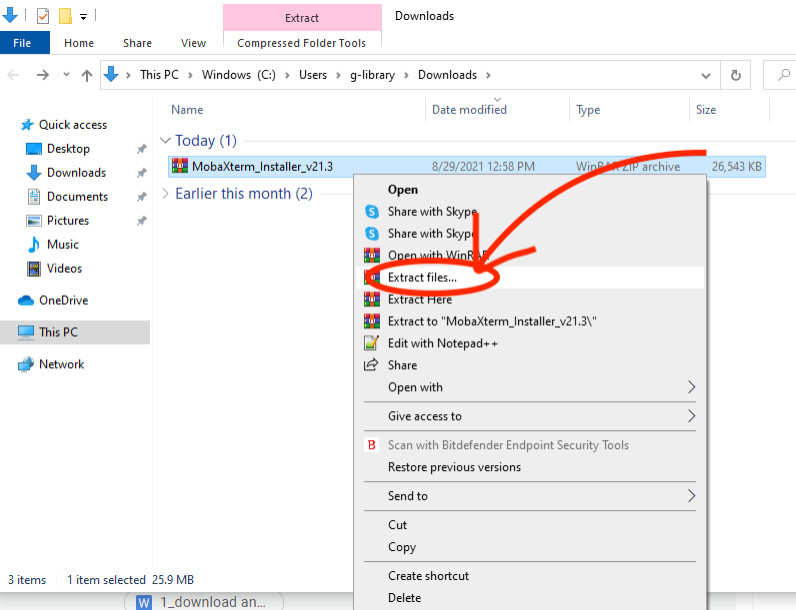 Extract
Downloads
File
Home
Share
View
Compressed Folder Tools
This PC
Windows (C:)
Users
g-library
Downloads
Name
Date modified
Type
Size
Quick access
Desktop
Downloads
Documents
Pictures
Music
Videos
OneDrive
This PC
Network
Today (1)
MobaXterm_Installer_v21.3
8/29/2021 12:58 PM
WinRAR ZIP archive
26,543 KB
Earlier this month (2)
Open
Share with Skype
Share with Skype
Open with WinRAR
Extract files...
Extract Here
Extract to "MobaXterm_Installer_v21.3\"
Edit with Notepad++
Share
Open with
Give access to
B
Scan with Bitdefender Endpoint Security Tools
Restore previous versions
Send to
Cut
Copy
Create shortcut
Delete
3 items
1 item selected 25.9 MB
W
1_download an...